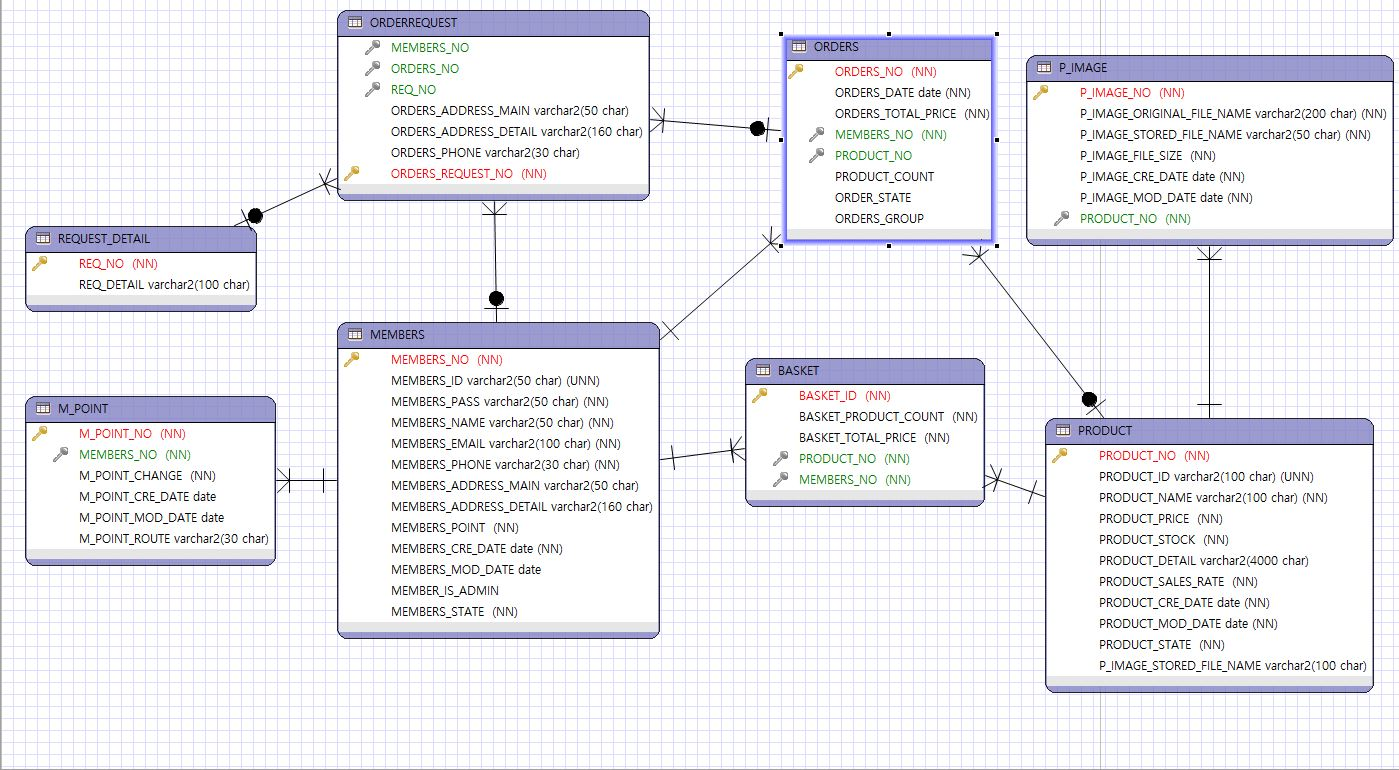 ORDERREQUEST
MEMBERS_NO
ORDERS_NO
REQ_NO
ORDERS_ADDRESS_MAIN varchar2(50 char)
ORDERS_ADDRESS_DETAIL varchar2(160 char)
ORDERS_PHONE varchar2(30 char)
ORDERS_REQUEST_NO (NN)
ORDERS
ORDERS_NO (NN)
ORDERS_DATE date (NN)
ORDERS_TOTAL_PRICE (NN)
MEMBERS_NO (NN)
PRODUCT_NO
PRODUCT_COUNT
ORDER_STATE
ORDERS_GROUP
P_IMAGE
P_IMAGE_NO (NN)
P_IMAGE_ORIGINAL_FILE_NAME varchar2(200 char) (NN)
P_IMAGE_STORED_FILE_NAME varchar2(50 char) (NN)
P_IMAGE_FILE_SIZE (NN)
P_IMAGE_CRE_DATE date (NN)
P_IMAGE_MOD_DATE date (NN)
PRODUCT_NO (NN)
REQUEST_DETAIL
REQ_NO (NN)
REQ_DETAIL varchar2(100 char)
MEMBERS
MEMBERS_NO (NN)
MEMBERS_ID varchar2(50 char) (UNN)
MEMBERS_PASS varchar2(50 char) (NN)
MEMBERS_NAME varchar2(50 char) (NN)
MEMBERS_EMAIL varchar2(100 char) (NN)
MEMBERS_PHONE varchar2(30 char) (NN)
MEMBERS_ADDRESS_MAIN varchar2(50 char)
MEMBERS_ADDRESS_DETAIL varchar2(160 char)
MEMBERS_POINT (NN)
MEMBERS_CRE_DATE date (NN)
MEMBERS_MOD_DATE date
MEMBER_IS_ADMIN
MEMBERS_STATE (NN)
M_POINT
M_POINT_NO (NN)
MEMBERS_NO (NN)
M_POINT_CHANGE (NN)
M_POINT_CRE_DATE date
M_POINT_MOD_DATE date
M_POINT_ROUTE varchar2(30 char)
BASKET
BASKET_ID (NN)
BASKET_PRODUCT_COUNT (NN)
BASKET_TOTAL_PRICE (NN)
PRODUCT_NO (NN)
MEMBERS_NO (NN)
PRODUCT
PRODUCT_NO (NN)
PRODUCT_ID varchar2(100 char) (UNN)
PRODUCT_NAME varchar2(100 char) (NN)
PRODUCT_PRICE (NN)
PRODUCT_STOCK (NN)
PRODUCT_DETAIL varchar2(4000 char)
PRODUCT_SALES_RATE (NN)
PRODUCT_CRE_DATE date (NN)
PRODUCT_MOD_DATE date (NN)
PRODUCT_STATE (NN)
P_IMAGE_STORED_FILE_NAME varchar2(100 char)